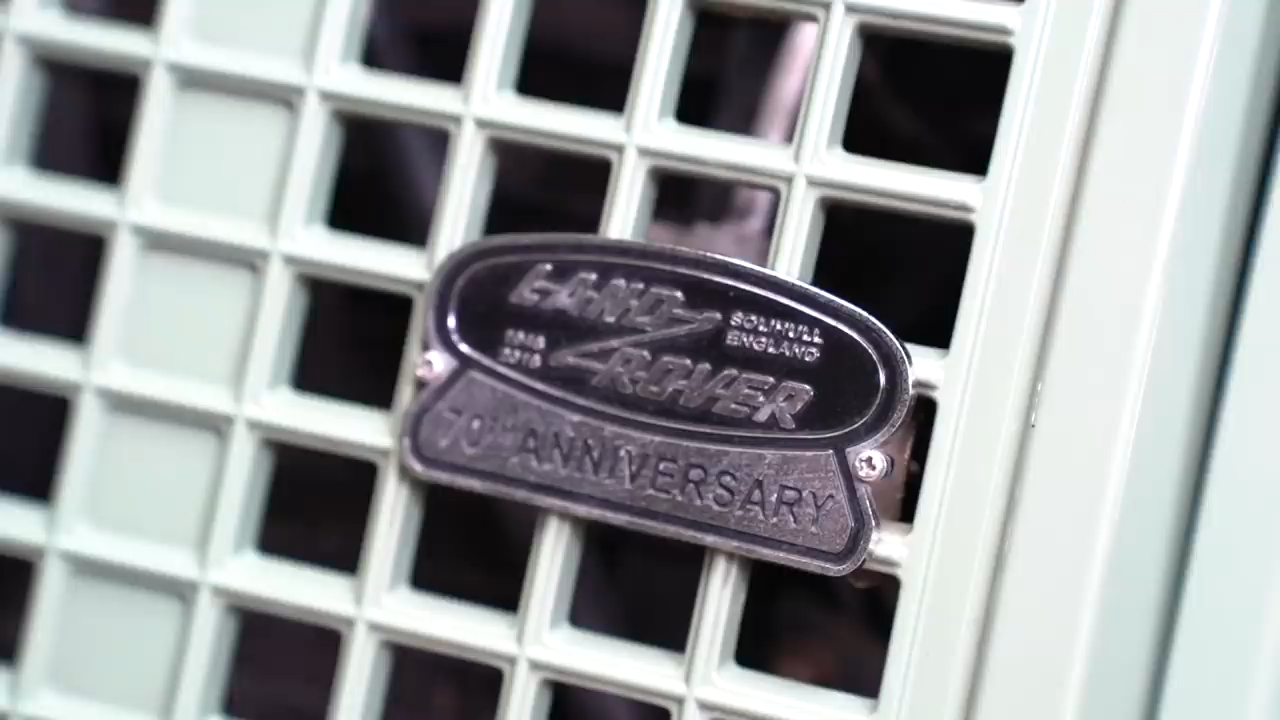 LAND
ROVER
1948
2018
SOLIHULL
ENGLAND
70TH ANNIVERSARY